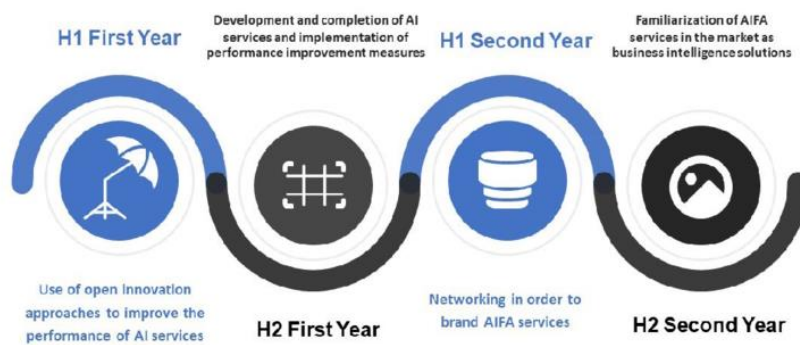 H1 First Year
Use of open innovation
approaches to improve the
performance of AI services
Development and completion of AI
services and implementation of
performance improvement measures
H2 First Year
H1 Second Year
Networking in order to
brand AIFA services
Familiarization of AIFA
services in the market as
business intelligence solutions
H2 Second Year